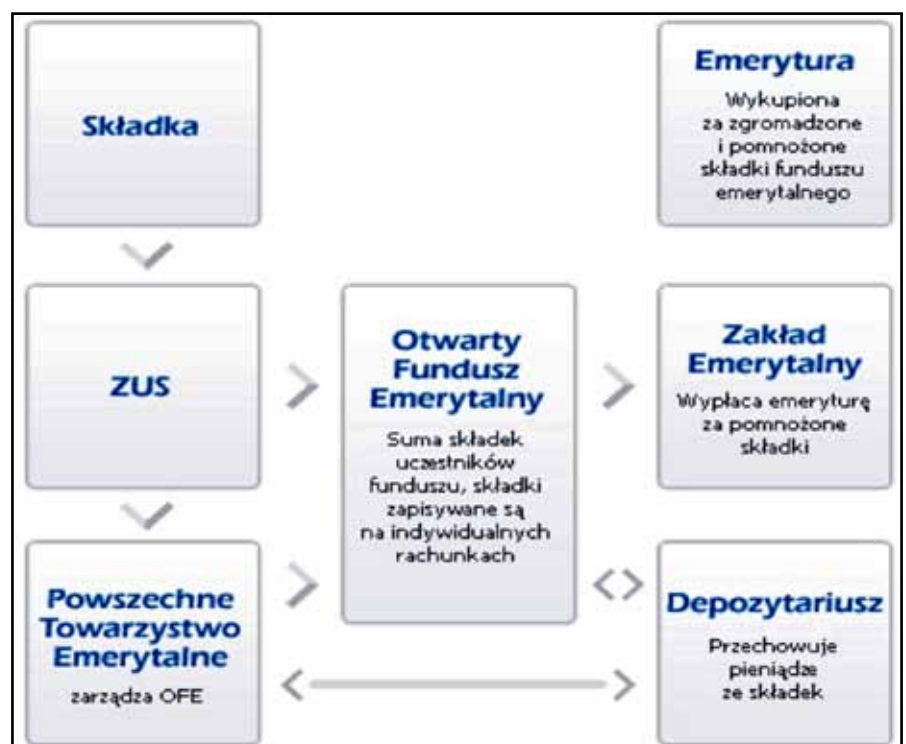 Składka
Emerytura
Wykupiona
za zgromadzone
i pomnożone
składki funduszu
emerytalnego
ZUS
Otwarty
Fundusz
Emerytalny
Suma składek
uczestników
funduszu, składki
zapisywane są
na indywidualnych
rachunkach
Zakład
Emerytalny
Wypłaca emeryturę
za pomnożone
składki
Powszechne
Towarzystwo
Emerytalne
zarządza OFE
Depozytariusz
Przechowuje
pieniądze
ze składek